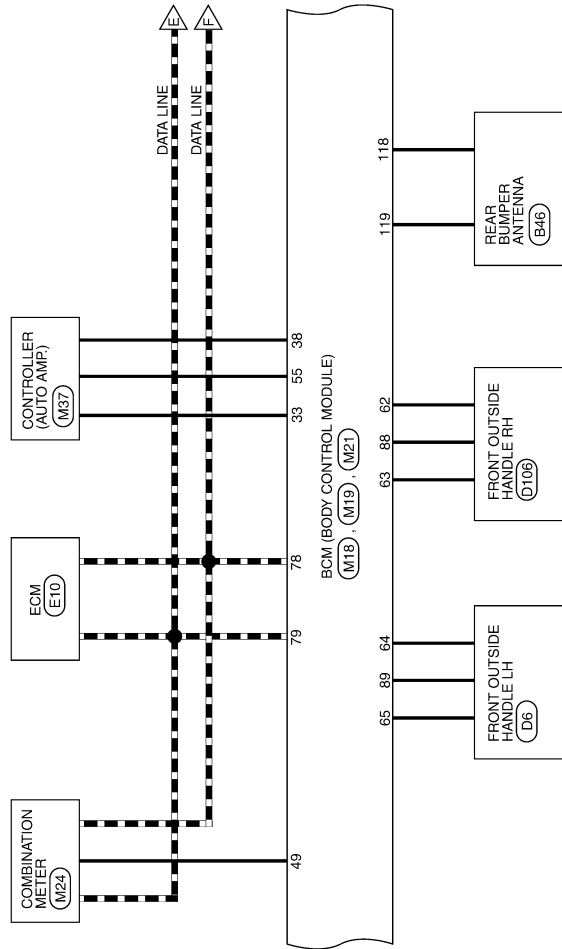 COMBINATION
METER
M24
ECM
E10
CONTROLLER
(AUTO AMP.)
M37
DATA LINE
E
DATA LINE
F
49
79
78
33
55
38
BCM (BODY CONTROL MODULE)
M18 , M19 , M21
65
89
64
63
88
62
119
118
FRONT OUTSIDE
HANDLE LH
D6
FRONT OUTSIDE
HANDLE RH
D106
REAR
BUMPER
ANTENNA
B46